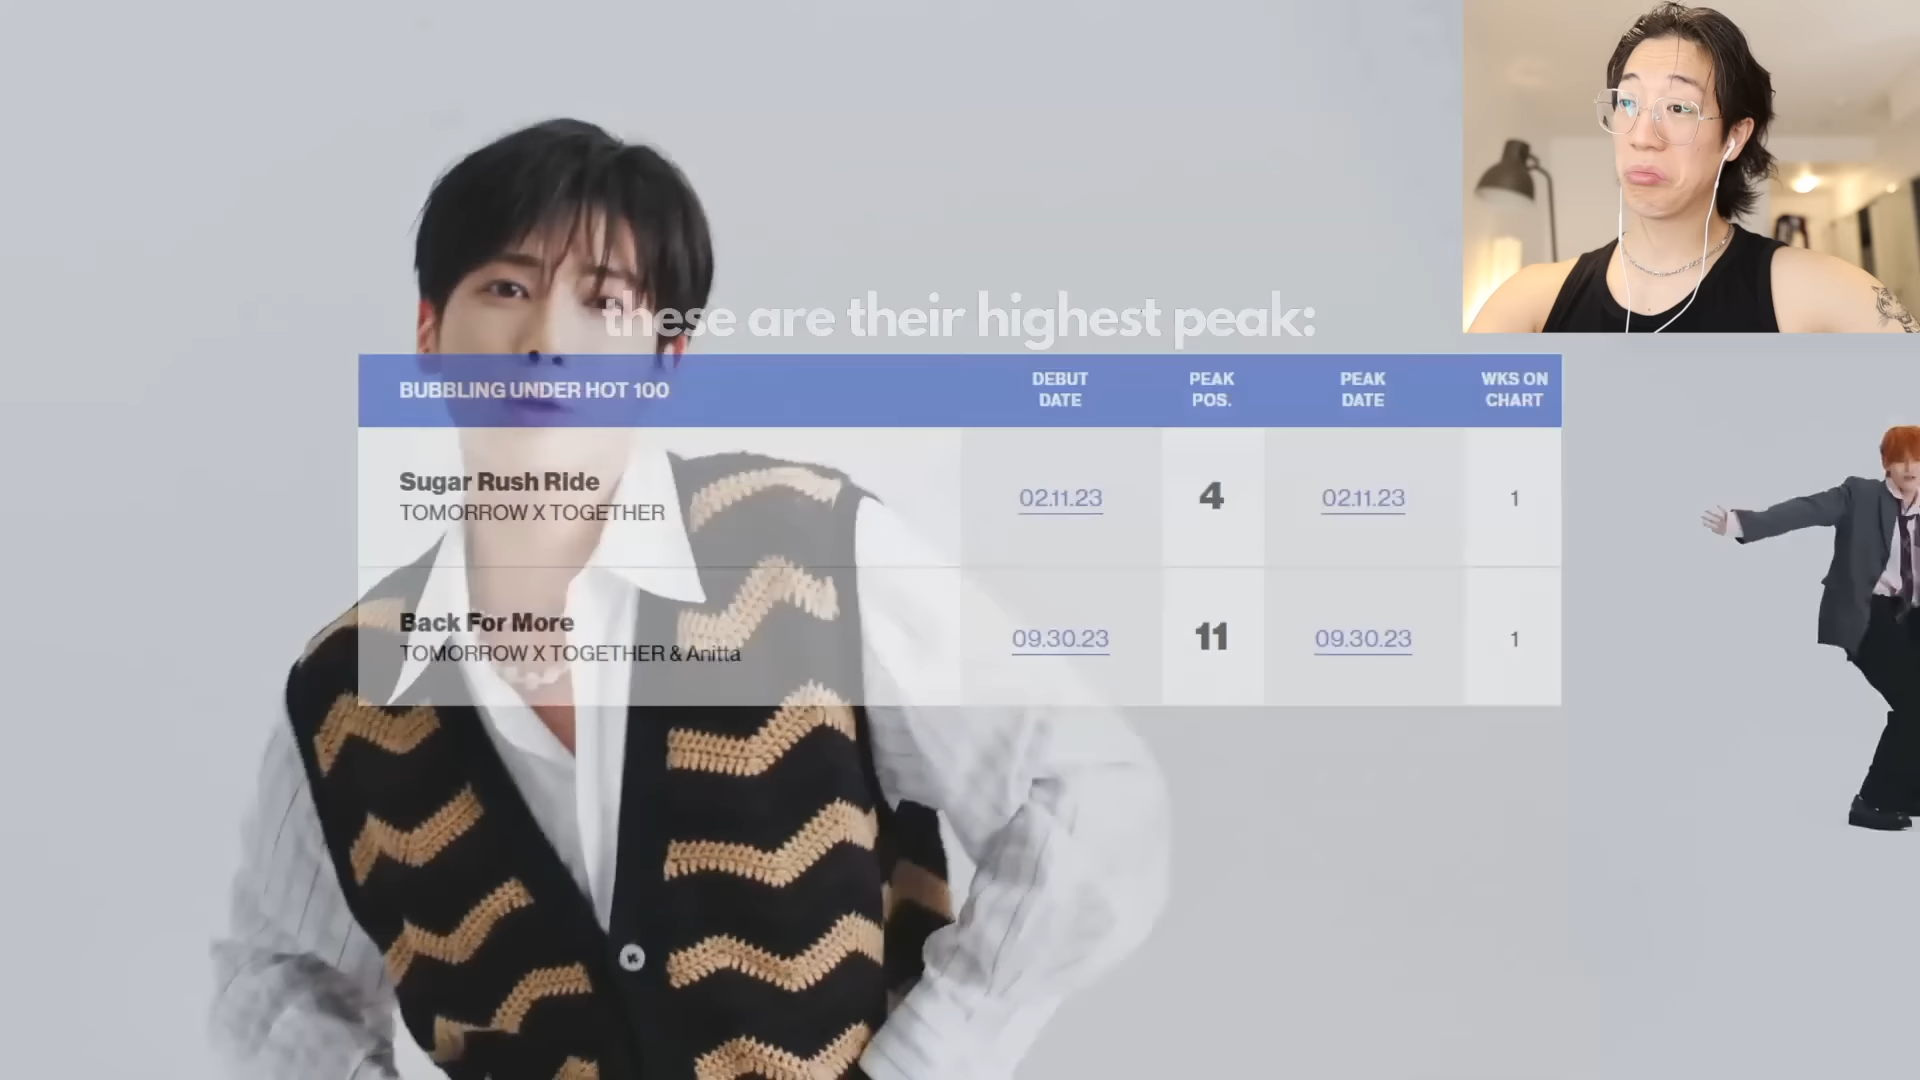 these are their highest peak:
BUBBLING UNDER HOT 100
DEBUT DATE
PEAK POS.
PEAK DATE
WKS ON CHART
Sugar Rush Ride
TOMORROW X TOGETHER
02.11.23
4
02.11.23
1
Back For More
TOMORROW X TOGETHER & Anitta
09.30.23
11
09.30.23
1